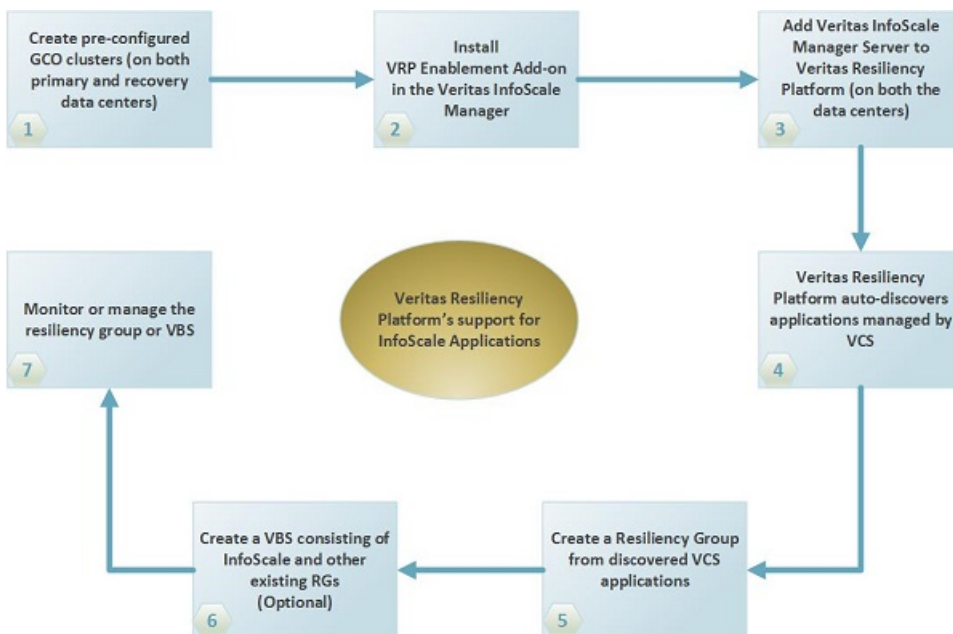 Create pre-configured
GCO clusters (on both
primary and recovery
data centers)
1
Install
VRP Enablement Add-on
in the Veritas InfoScale
Manager
2
Add Veritas InfoScale
Manager Server to
Veritas Resiliency
Platform (on both the
data centers)
3
Veritas Resiliency
Platform auto-discovers
applications managed by
VCS
4
Create a Resiliency Group
from discovered VCS
applications
5
Create a VBS consisting of
InfoScale and other
existing RGs
(Optional)
6
Monitor or manage the
resiliency group or VBS
7
Veritas Resiliency
Platform's support for
InfoScale Applications